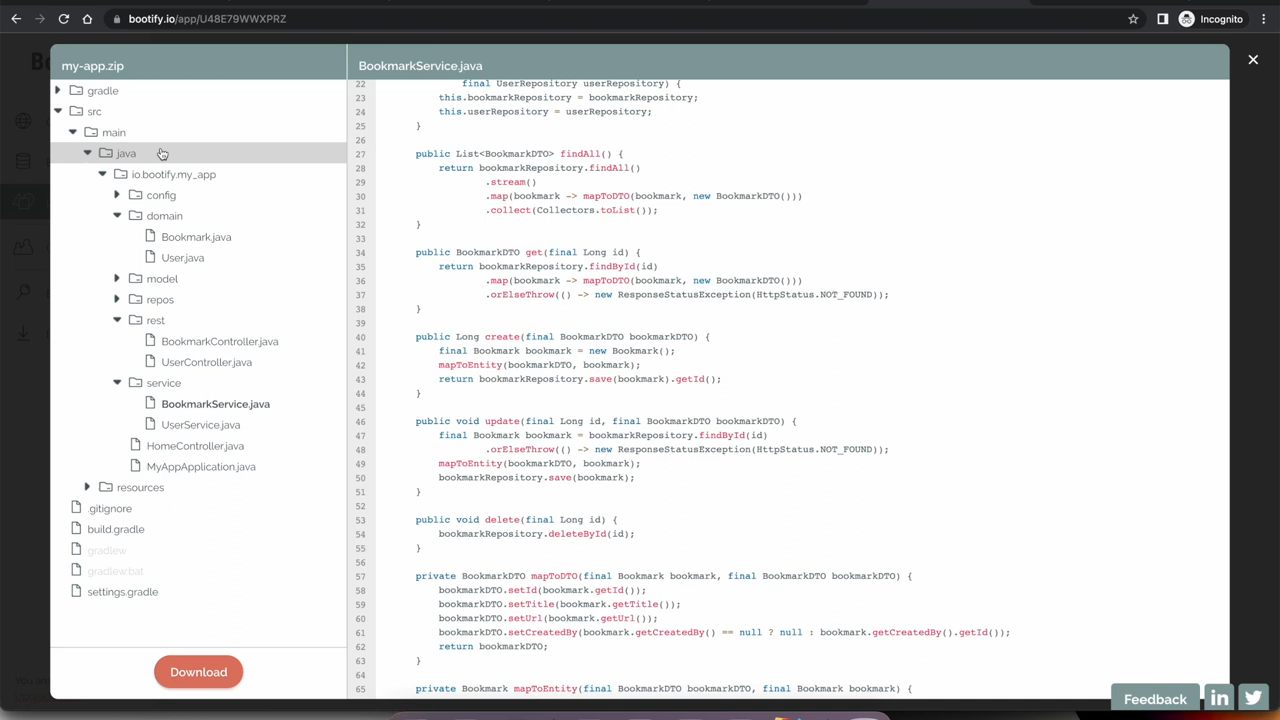 bootify.io/app/U48E79WWXPRZ
Incognito
my-app.zip
gradle
src
main
java
io.bootify.my_app
config
domain
Bookmark.java
User.java
model
repos
rest
BookmarkController.java
UserController.java
service
BookmarkService.java
UserService.java
HomeController.java
MyAppApplication.java
resources
.gitignore
build.gradle
gradlew
gradlew.bat
settings.gradle
Download
BookmarkService.java
22 final UserRepository userRepository) {
23 this.bookmarkRepository = bookmarkRepository;
24 this.userRepository = userRepository;
25 }
26
27 public List<BookmarkDTO> findAll() {
28 return bookmarkRepository.findAll()
29 .stream()
30 .map(bookmark -> mapToDTO(bookmark, new BookmarkDTO()))
31 .collect(Collectors.toList());
32 }
33
34 public BookmarkDTO get(final Long id) {
35 return bookmarkRepository.findById(id)
36 .map(bookmark -> mapToDTO(bookmark, new BookmarkDTO()))
37 .orElseThrow(() -> new ResponseStatusException(HttpStatus.NOT_FOUND));
38 }
39
40 public Long create(final BookmarkDTO bookmarkDTO) {
41 final Bookmark bookmark = new Bookmark();
42 mapToEntity(bookmarkDTO, bookmark);
43 return bookmarkRepository.save(bookmark).getId();
44 }
45
46 public void update(final Long id, final BookmarkDTO bookmarkDTO) {
47 final Bookmark bookmark = bookmarkRepository.findById(id)
48 .orElseThrow(() -> new ResponseStatusException(HttpStatus.NOT_FOUND));
49 mapToEntity(bookmarkDTO, bookmark);
50 bookmarkRepository.save(bookmark);
51 }
52
53 public void delete(final Long id) {
54 bookmarkRepository.deleteById(id);
55 }
56
57 private BookmarkDTO mapToDTO(final Bookmark bookmark, final BookmarkDTO bookmarkDTO) {
58 bookmarkDTO.setId(bookmark.getId());
59 bookmarkDTO.setTitle(bookmark.getTitle());
60 bookmarkDTO.setUrl(bookmark.getUrl());
61 bookmarkDTO.setCreatedBy(bookmark.getCreatedBy() == null ? null : bookmark.getCreatedBy().getId());
62 return bookmarkDTO;
63 }
64
65 private Bookmark mapToEntity(final BookmarkDTO bookmarkDTO, final Bookmark bookmark) {
Feedback
in